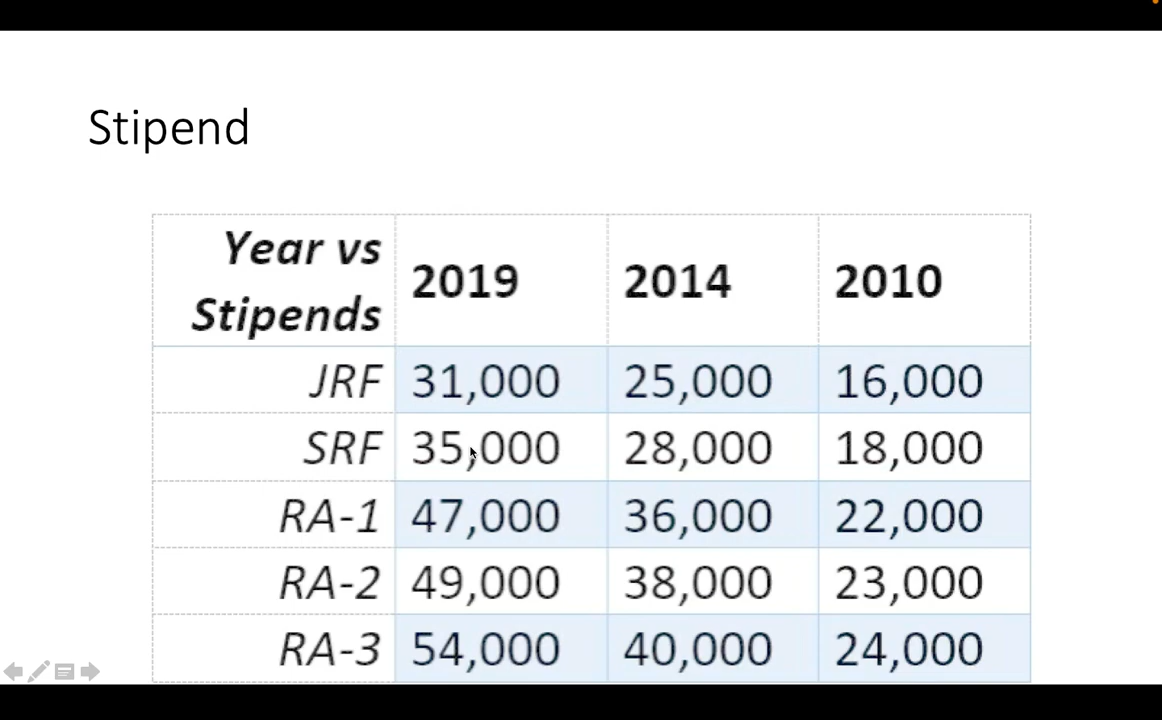 Stipend
Year vs
Stipends
2019 2014 2010
JRF 31,000 25,000 16,000
SRF 35,000 28,000 18,000
RA-1 47,000 36,000 22,000
RA-2 49,000 38,000 23,000
RA-3 54,000 40,000 24,000